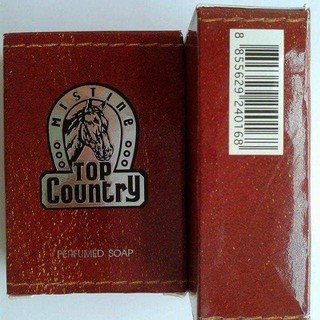 MISTINE
TOP
COUNTRY
PERFUMED SOAP
8 855629 240168